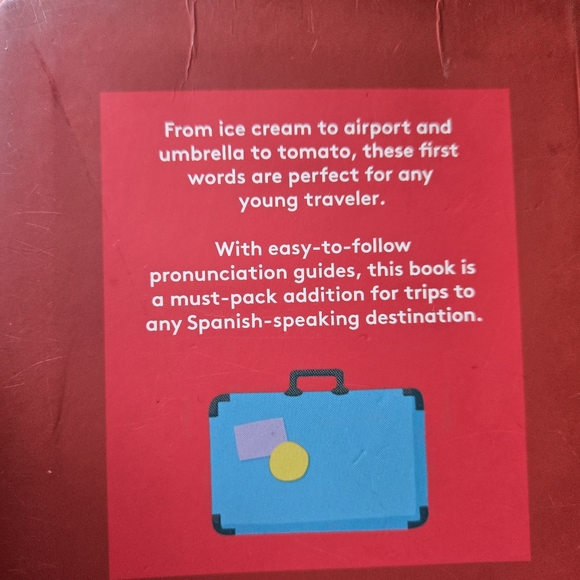 From ice cream to airport and
umbrella to tomato, these first
words are perfect for any
young traveler.
With easy-to-follow
pronunciation guides, this book is
a must-pack addition for trips to
any Spanish-speaking destination.